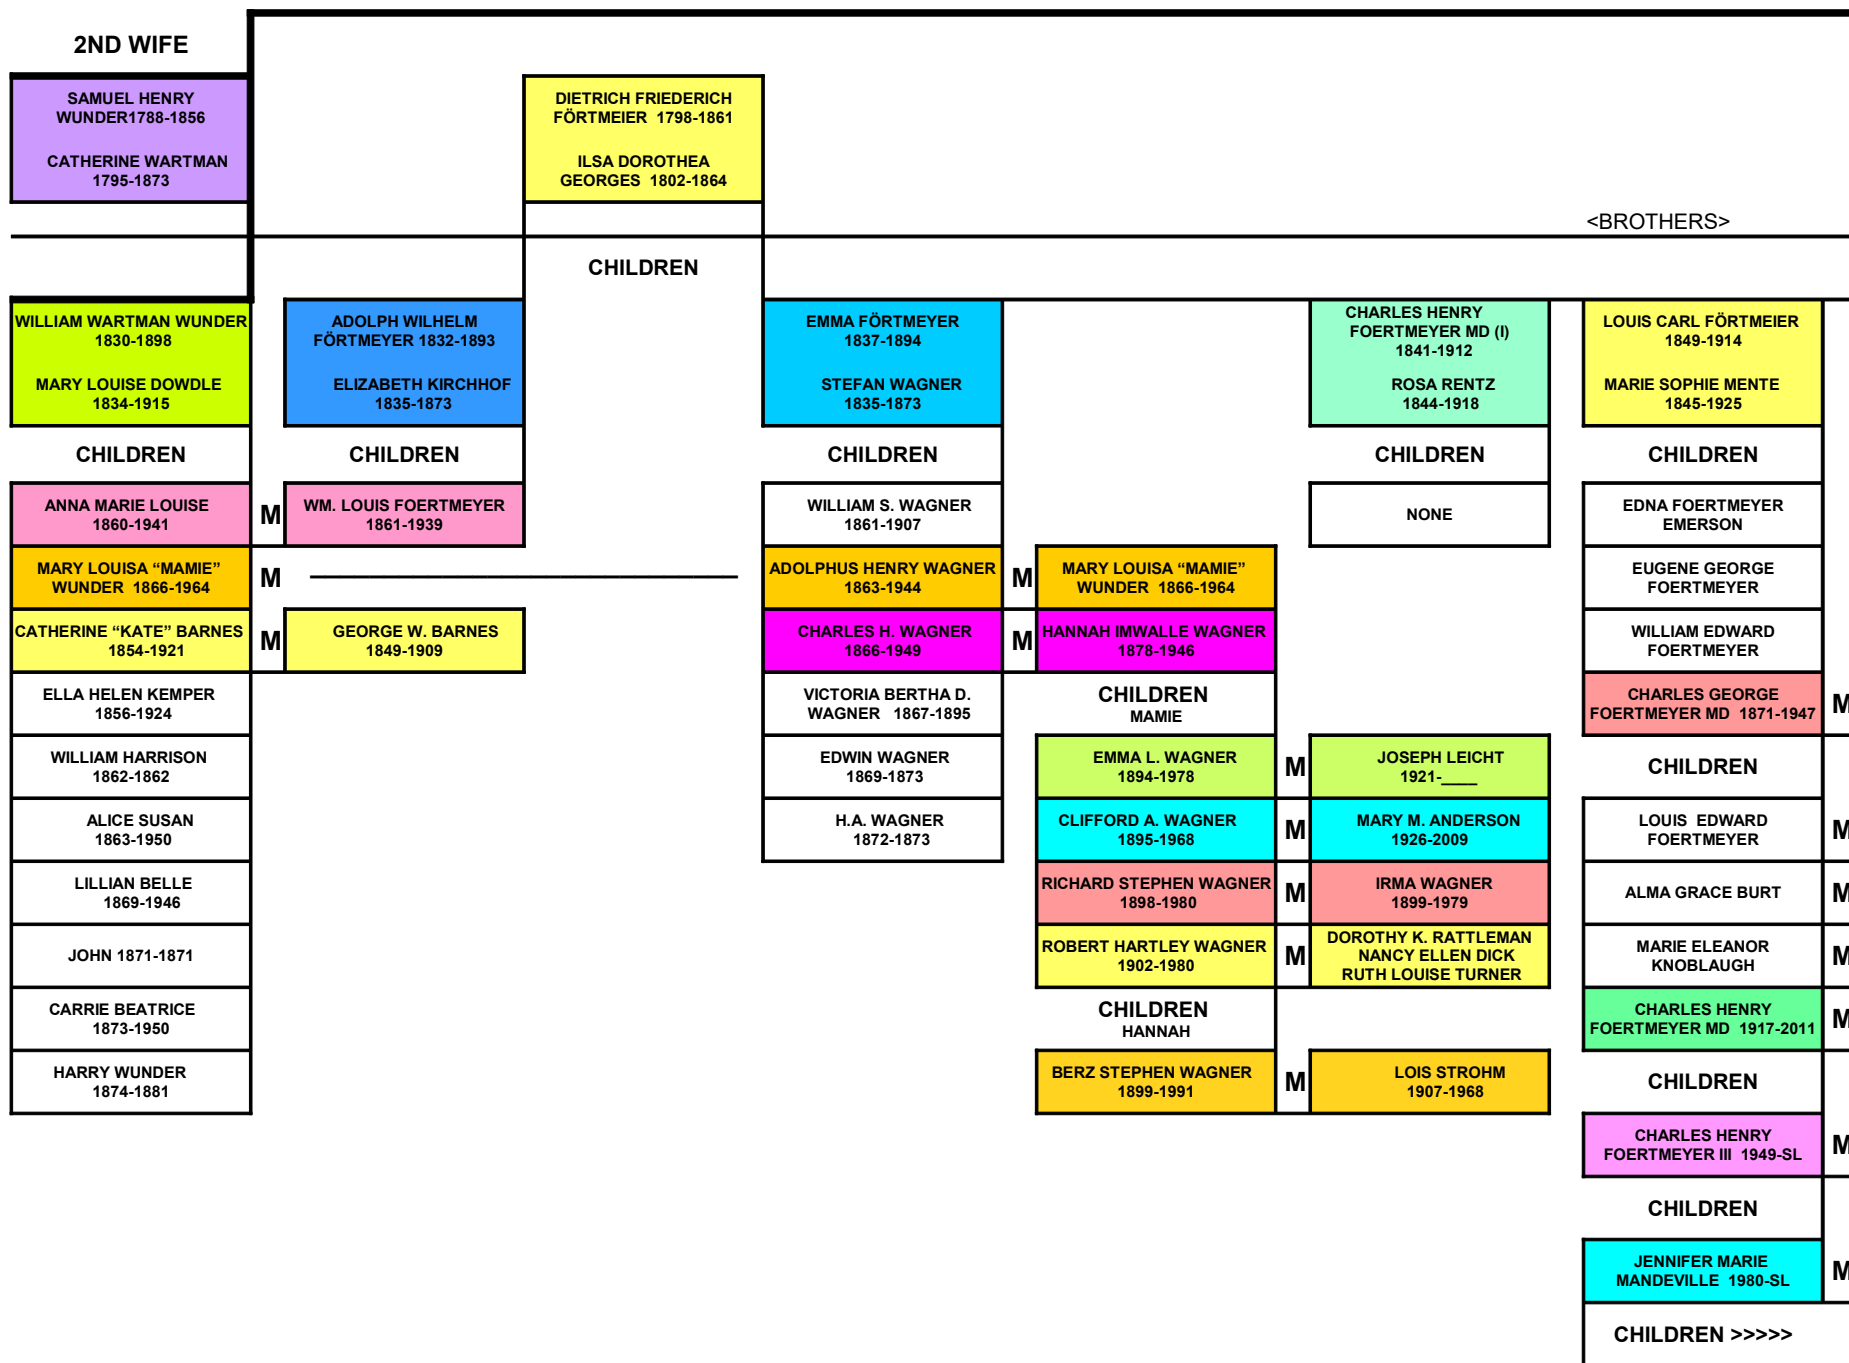 2ND WIFE
SAMUEL HENRY
WUNDER1788-1856
CATHERINE WARTMAN
1795-1873
DIETRICH FRIEDERICH
FÖRTMEIER 1798-1861
ILSA DOROTHEA
GEORGES 1802-1864
<BROTHERS>
CHILDREN
WILLIAM WARTMAN WUNDER
1830-1898
MARY LOUISE DOWDLE
1834-1915
ADOLPH WILHELM
FÖRTMEYER 1832-1893
ELIZABETH KIRCHHOF
1835-1873
EMMA FÖRTMEYER
1837-1894
STEFAN WAGNER
1835-1873
CHARLES HENRY
FOERTMEYER MD (I)
1841-1912
ROSA RENTZ
1844-1918
LOUIS CARL FÖRTMEIER
1849-1914
MARIE SOPHIE MENTE
1845-1925
CHILDREN
CHILDREN
CHILDREN
CHILDREN
CHILDREN
ANNA MARIE LOUISE
1860-1941
M
WM. LOUIS FOERTMEYER
1861-1939
WILLIAM S. WAGNER
1861-1907
NONE
EDNA FOERTMEYER
EMERSON
MARY LOUISA “MAMIE”
WUNDER 1866-1964
M
ADOLPHUS HENRY WAGNER
1863-1944
M
MARY LOUISA “MAMIE”
WUNDER 1866-1964
EUGENE GEORGE
FOERTMEYER
CATHERINE “KATE” BARNES
1854-1921
M
GEORGE W. BARNES
1849-1909
CHARLES H. WAGNER
1866-1949
M
HANNAH IMWALLE WAGNER
1878-1946
WILLIAM EDWARD
FOERTMEYER
ELLA HELEN KEMPER
1856-1924
VICTORIA BERTHA D.
WAGNER 1867-1895
CHILDREN
MAMIE
CHARLES GEORGE
FOERTMEYER MD 1871-1947
M
WILLIAM HARRISON
1862-1862
EDWIN WAGNER
1869-1873
EMMA L. WAGNER
1894-1978
M
JOSEPH LEICHT
1921-____
CHILDREN
ALICE SUSAN
1863-1950
H.A. WAGNER
1872-1873
CLIFFORD A. WAGNER
1895-1968
M
MARY M. ANDERSON
1926-2009
LOUIS EDWARD
FOERTMEYER
M
LILLIAN BELLE
1869-1946
RICHARD STEPHEN WAGNER
1898-1980
M
IRMA WAGNER
1899-1979
ALMA GRACE BURT
M
JOHN 1871-1871
ROBERT HARTLEY WAGNER
1902-1980
M
DOROTHY K. RATTLEMAN
NANCY ELLEN DICK
RUTH LOUISE TURNER
MARIE ELEANOR
KNOBLAUGH
M
CARRIE BEATRICE
1873-1950
CHILDREN
HANNAH
CHARLES HENRY
FOERTMEYER MD 1917-2011
M
HARRY WUNDER
1874-1881
BERZ STEPHEN WAGNER
1899-1991
M
LOIS STROHM
1907-1968
CHILDREN
CHARLES HENRY
FOERTMEYER III 1949-SL
M
CHILDREN
JENNIFER MARIE
MANDEVILLE 1980-SL
M
CHILDREN >>>>>